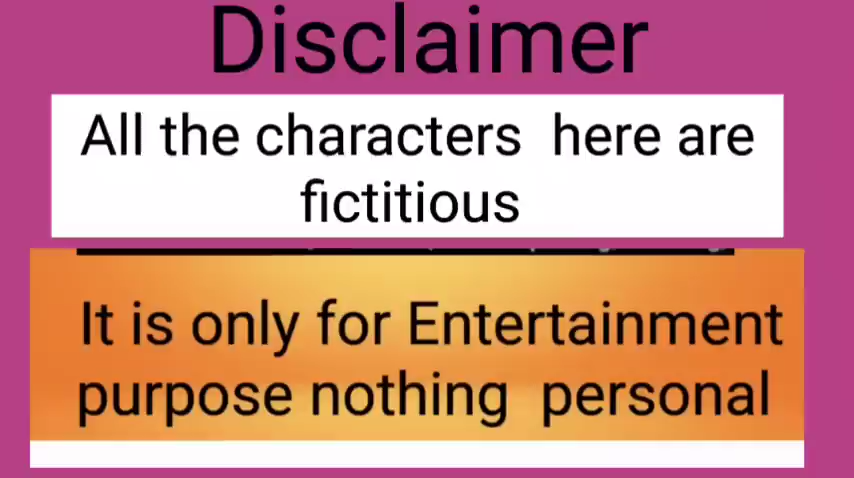 Disclaimer
All the characters here are
fictitious
It is only for Entertainment
purpose nothing personal